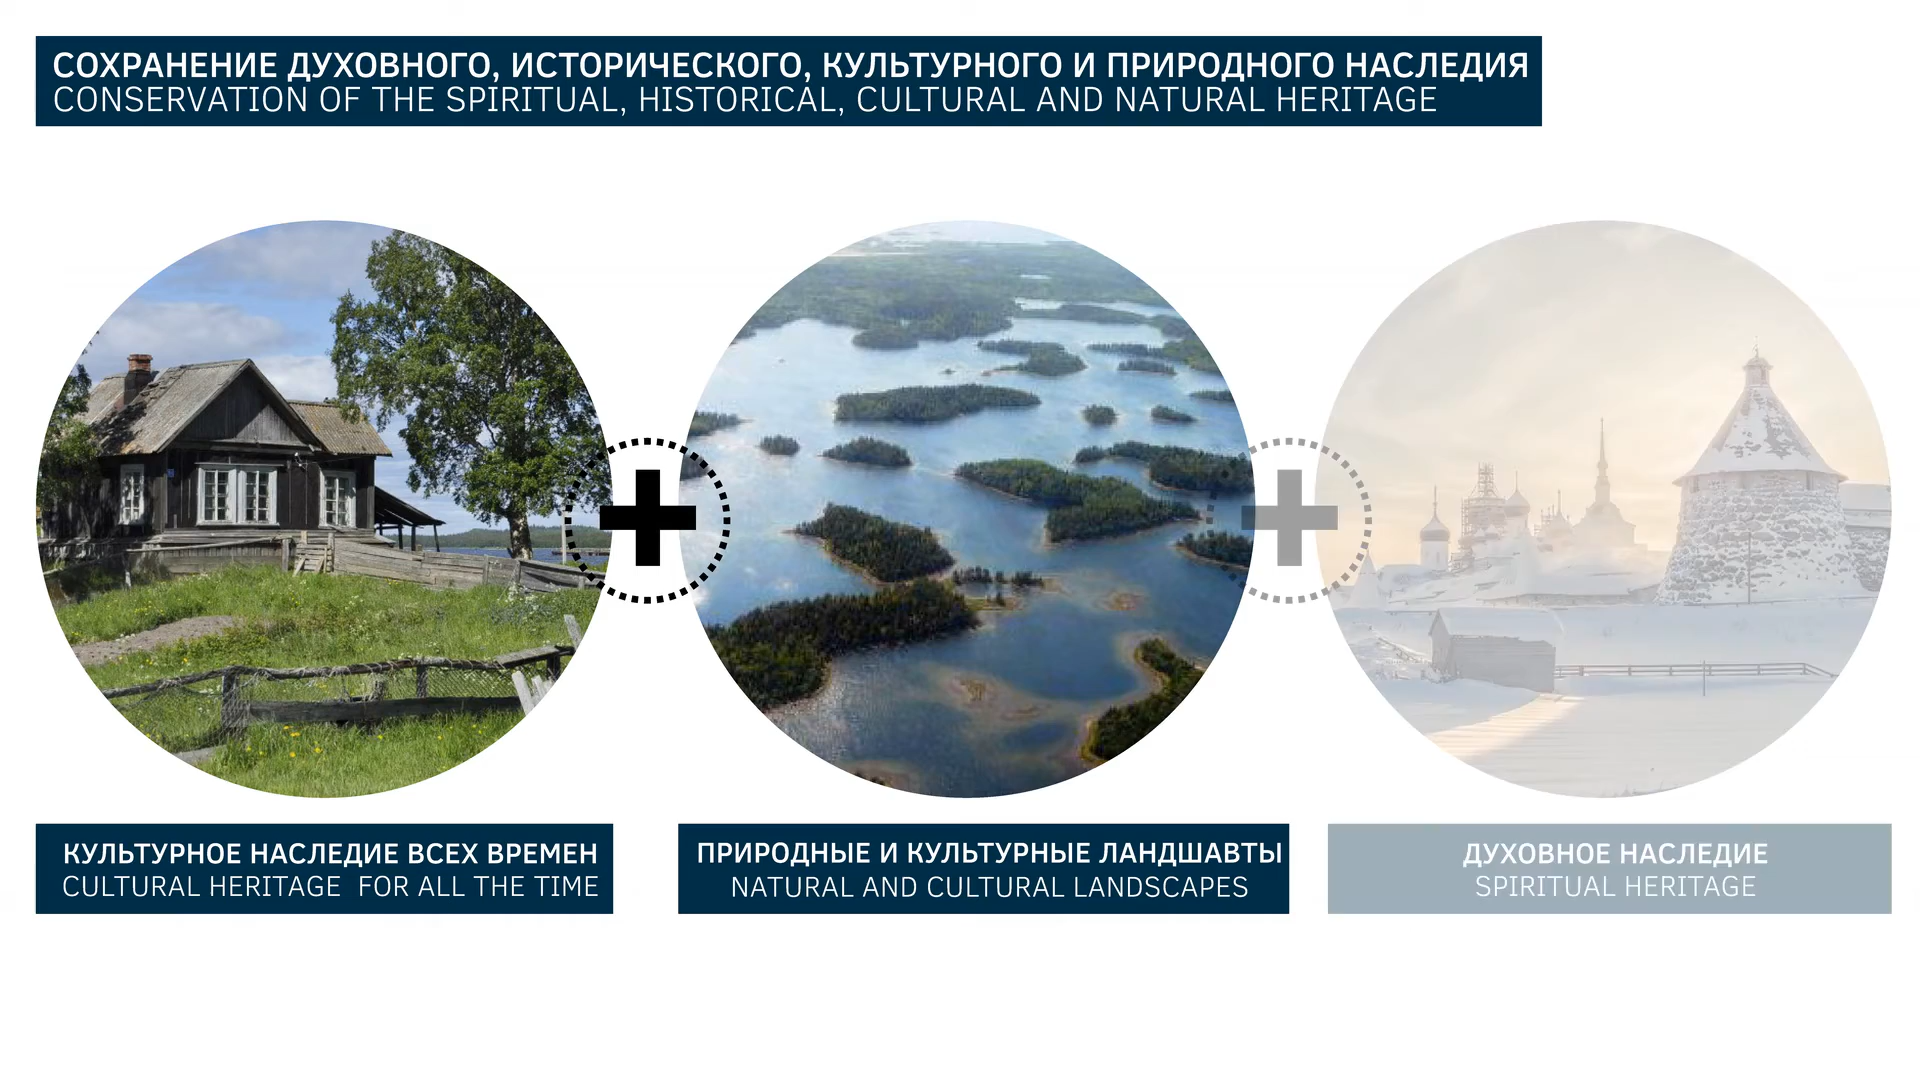 СОХРАНЕНИЕ ДУХОВНОГО, ИСТОРИЧЕСКОГО, КУЛЬТУРНОГО И ПРИРОДНОГО НАСЛЕДИЯ
CONSERVATION OF THE SPIRITUAL, HISTORICAL, CULTURAL AND NATURAL HERITAGE
КУЛЬТУРНОЕ НАСЛЕДИЕ ВСЕХ ВРЕМЕН
CULTURAL HERITAGE FOR ALL THE TIME
ПРИРОДНЫЕ И КУЛЬТУРНЫЕ ЛАНДШАВТЫ
NATURAL AND CULTURAL LANDSCAPES
ДУХОВНОЕ НАСЛЕДИЕ
SPIRITUAL HERITAGE